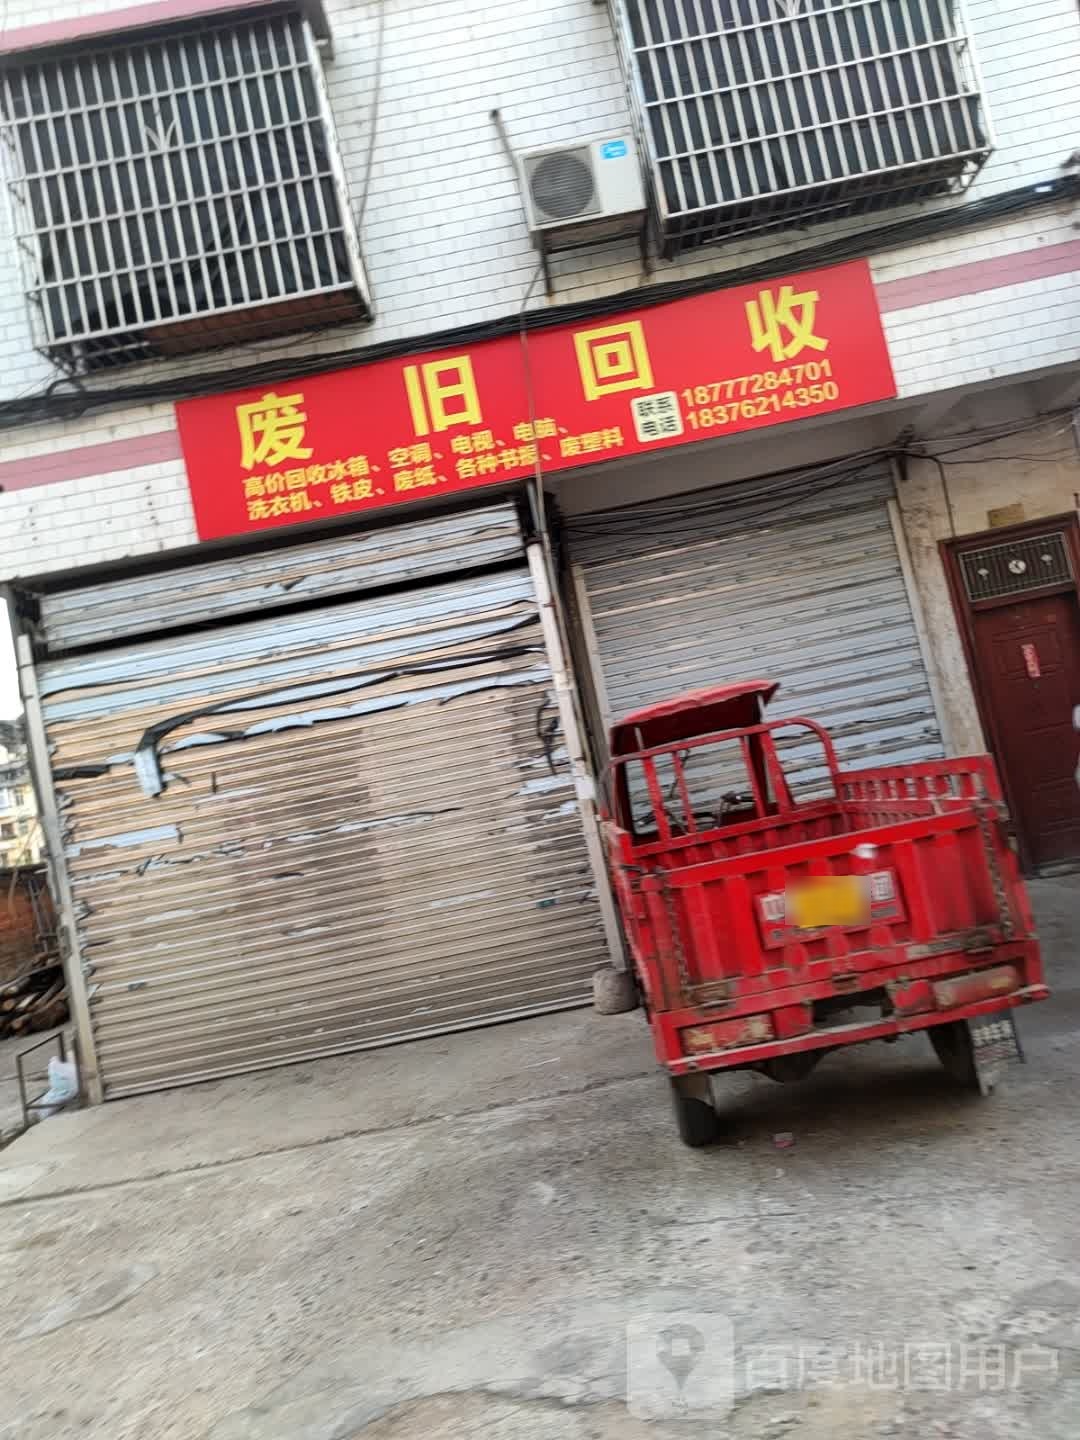 废旧回收
高价回收冰箱、空调、电视、电脑、
洗衣机、铁皮、废纸、各种书报、废塑料
联系
电话
18777284701
18376214350
百度地图用户